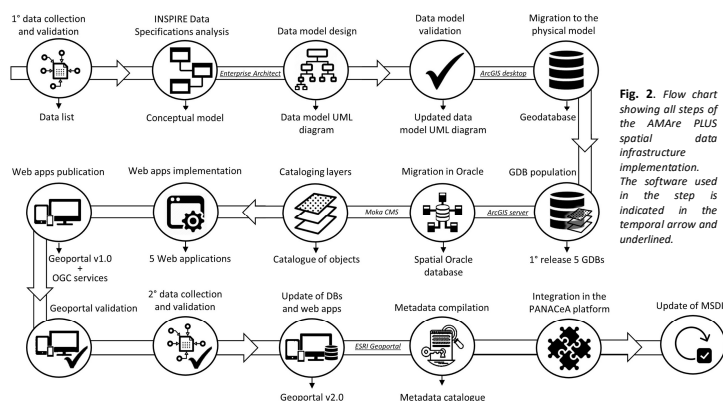 1° data collection
and validation
INSPIRE Data
Specifications analysis
Data model design
Data model
validation
Migration to the
physical model
Enterprise Architect
ArcGIS desktop
Data list
Conceptual model
Data model UML
diagram
Updated data
model UML diagram
Geodatabase
Fig. 2. Flow chart
showing all steps of
the AMAre PLUS
spatial data
infrastructure
implementation.
The software used
in the step is
indicated in the
temporal arrow and
underlined.
Web apps publication
Web apps implementation
Cataloging layers
Migration in Oracle
GDB population
Moka CMS
ArcGIS server
Geoportal v1.0
+
OGC services
5 Web applications
Catalogue of objects
Spatial Oracle
database
1° release 5 GDBs
Geoportal validation
2° data collection
and validation
Update of DBs
and web apps
Metadata compilation
Integration in the
PANACeA platform
Update of MSDI
ESRI Geoportal
Geoportal v2.0
Metadata catalogue